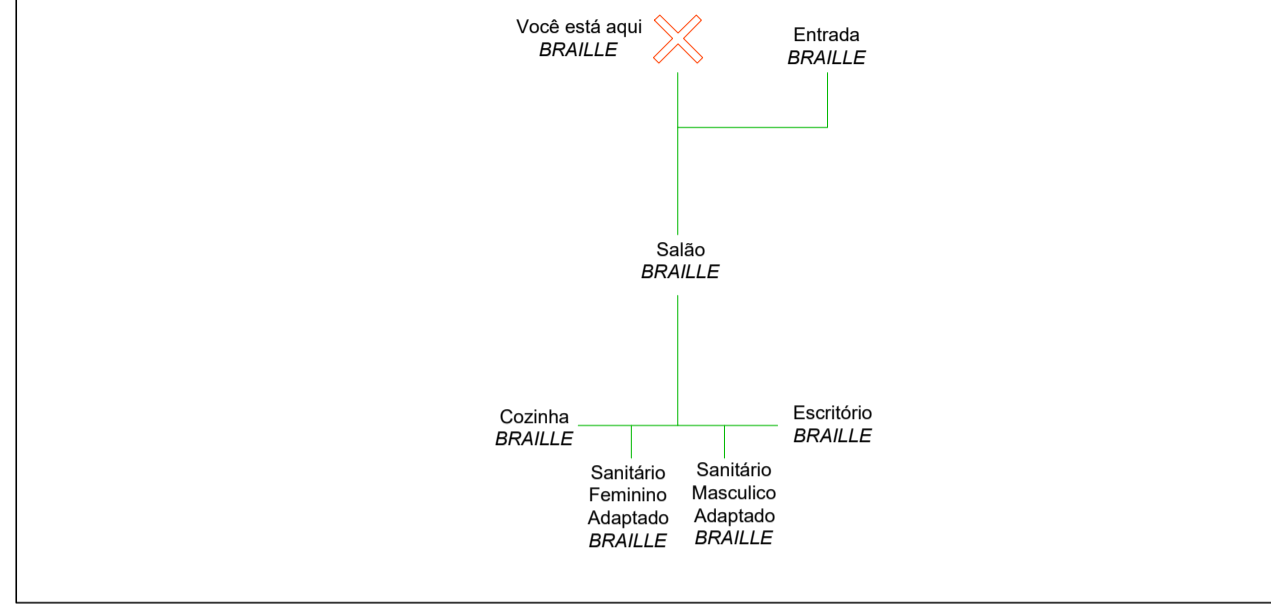 Você está aqui
BRAILLE
Entrada
BRAILLE
Salão
BRAILLE
Cozinha
BRAILLE
Escritório
BRAILLE
Sanitário
Feminino
Adaptado
BRAILLE
Sanitário
Masculico
Adaptado
BRAILLE